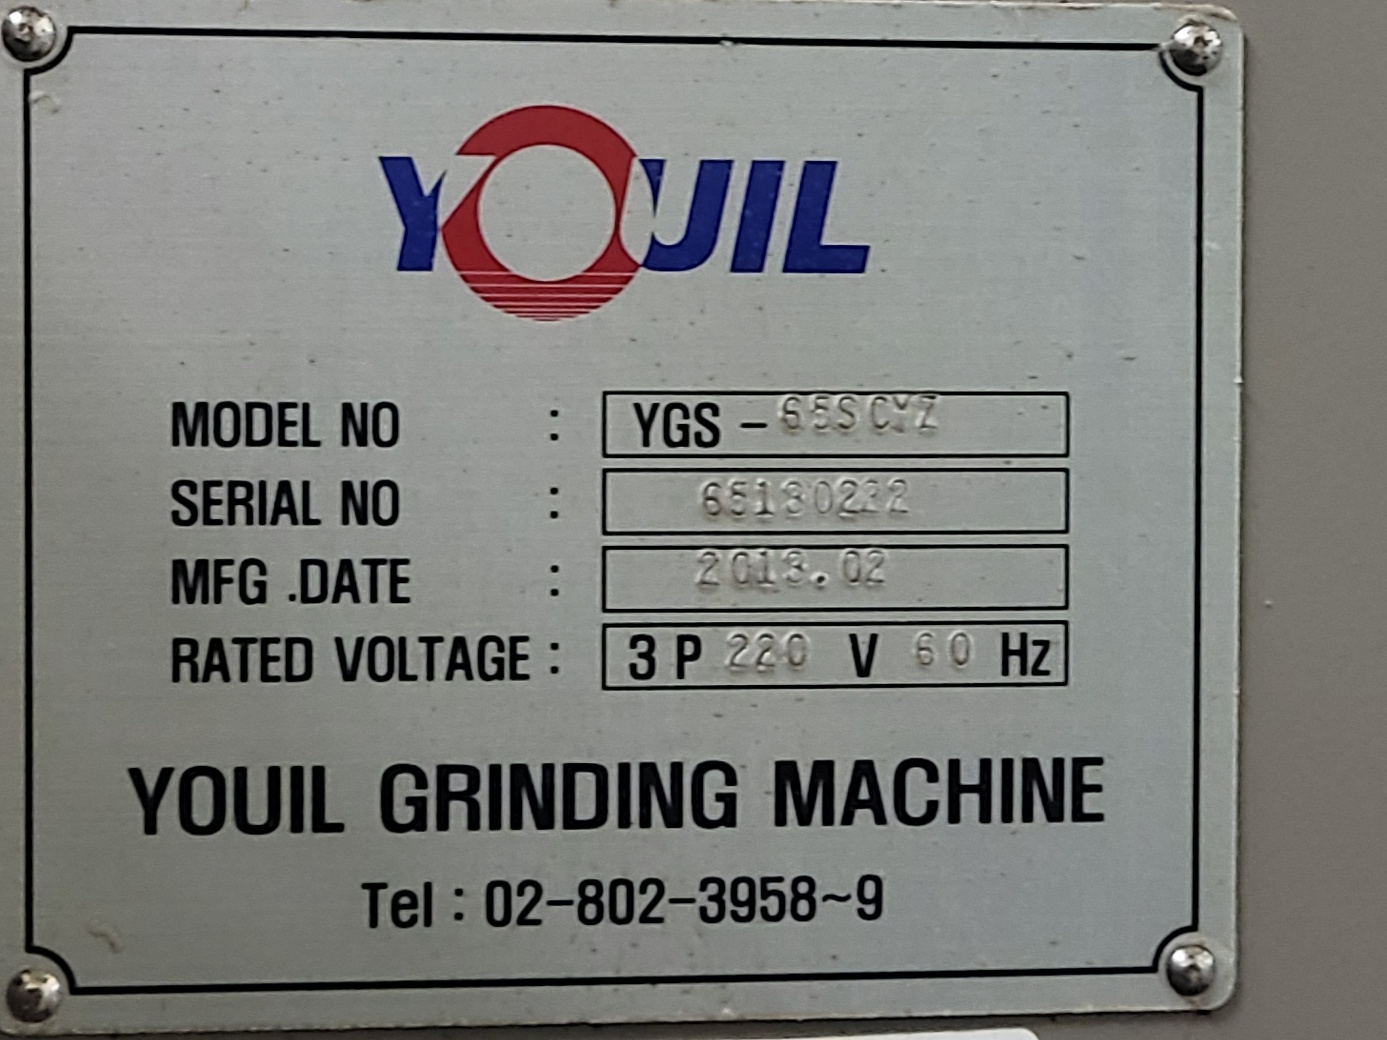 YOUIL
MODEL NO : YGS - 65SCYZ
SERIAL NO : 65130222
MFG .DATE : 2013.02
RATED VOLTAGE : 3 P 220 V 60 Hz
YOUIL GRINDING MACHINE
Tel : 02-802-3958~9